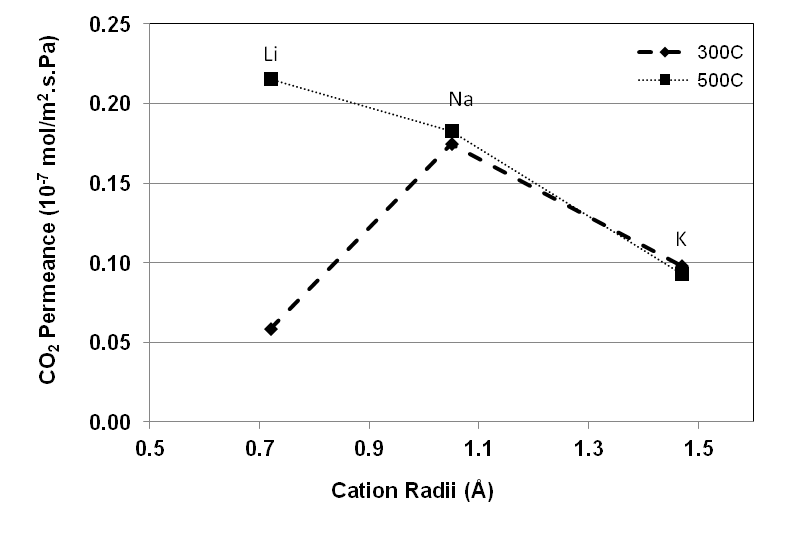 0.25
0.20
0.15
0.10
0.05
0.00
CO₂ Permeance (10⁻⁷ mol/m².s.Pa)
Li
Na
K
300C
500C
0.5 0.7 0.9 1.1 1.3 1.5
Cation Radii (Å)